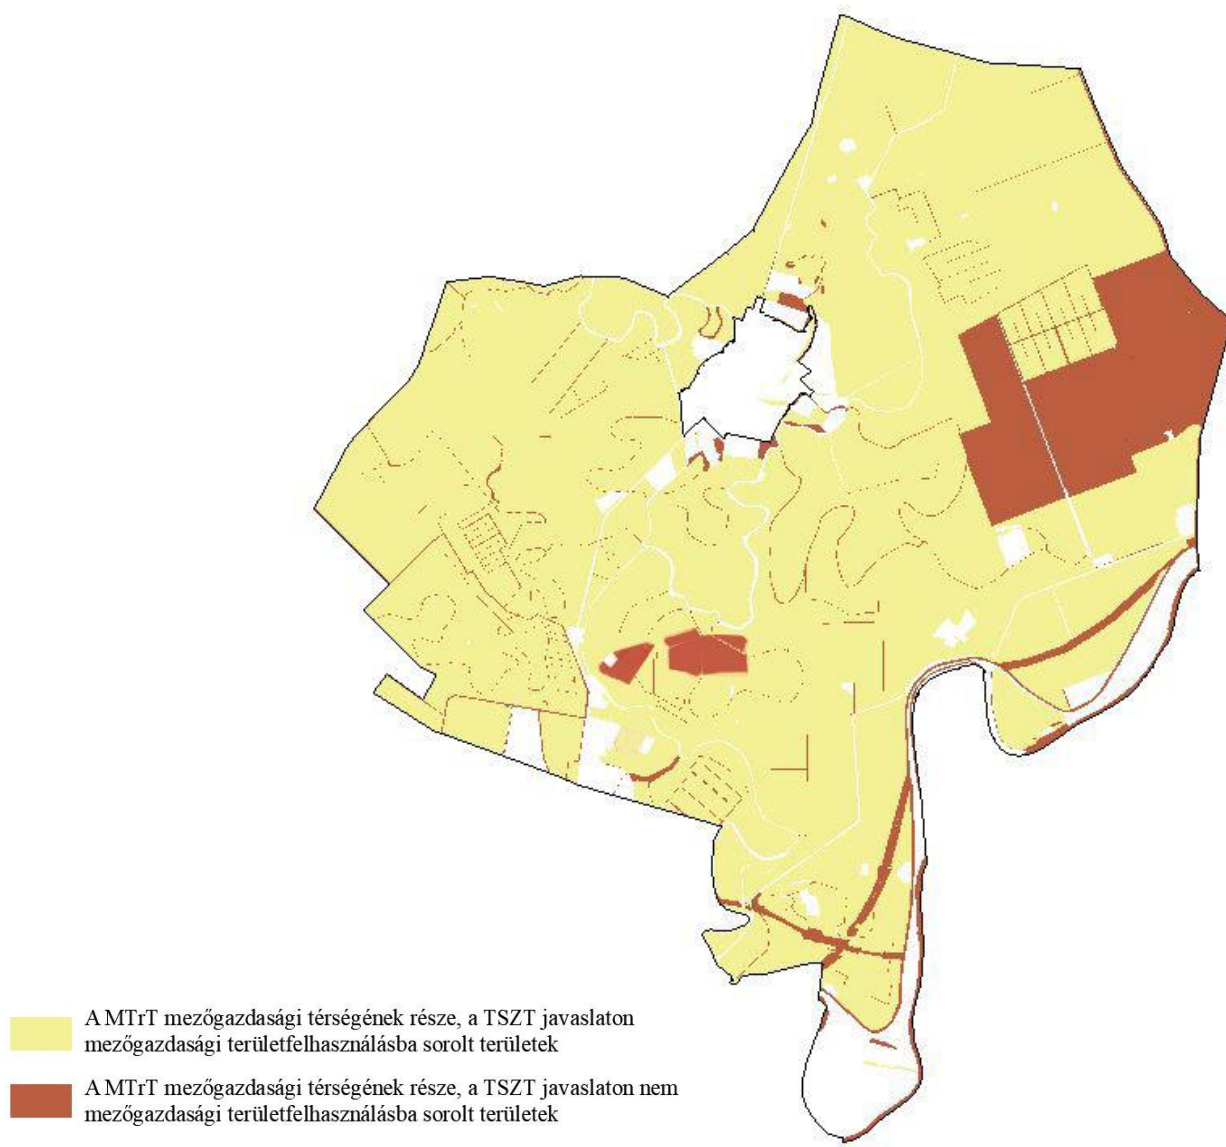 A MTrT mezőgazdasági térségének része, a TSZT javaslaton
mezőgazdasági területfelhasználásba sorolt területek
A MTrT mezőgazdasági térségének része, a TSZT javaslaton nem
mezőgazdasági területfelhasználásba sorolt területek